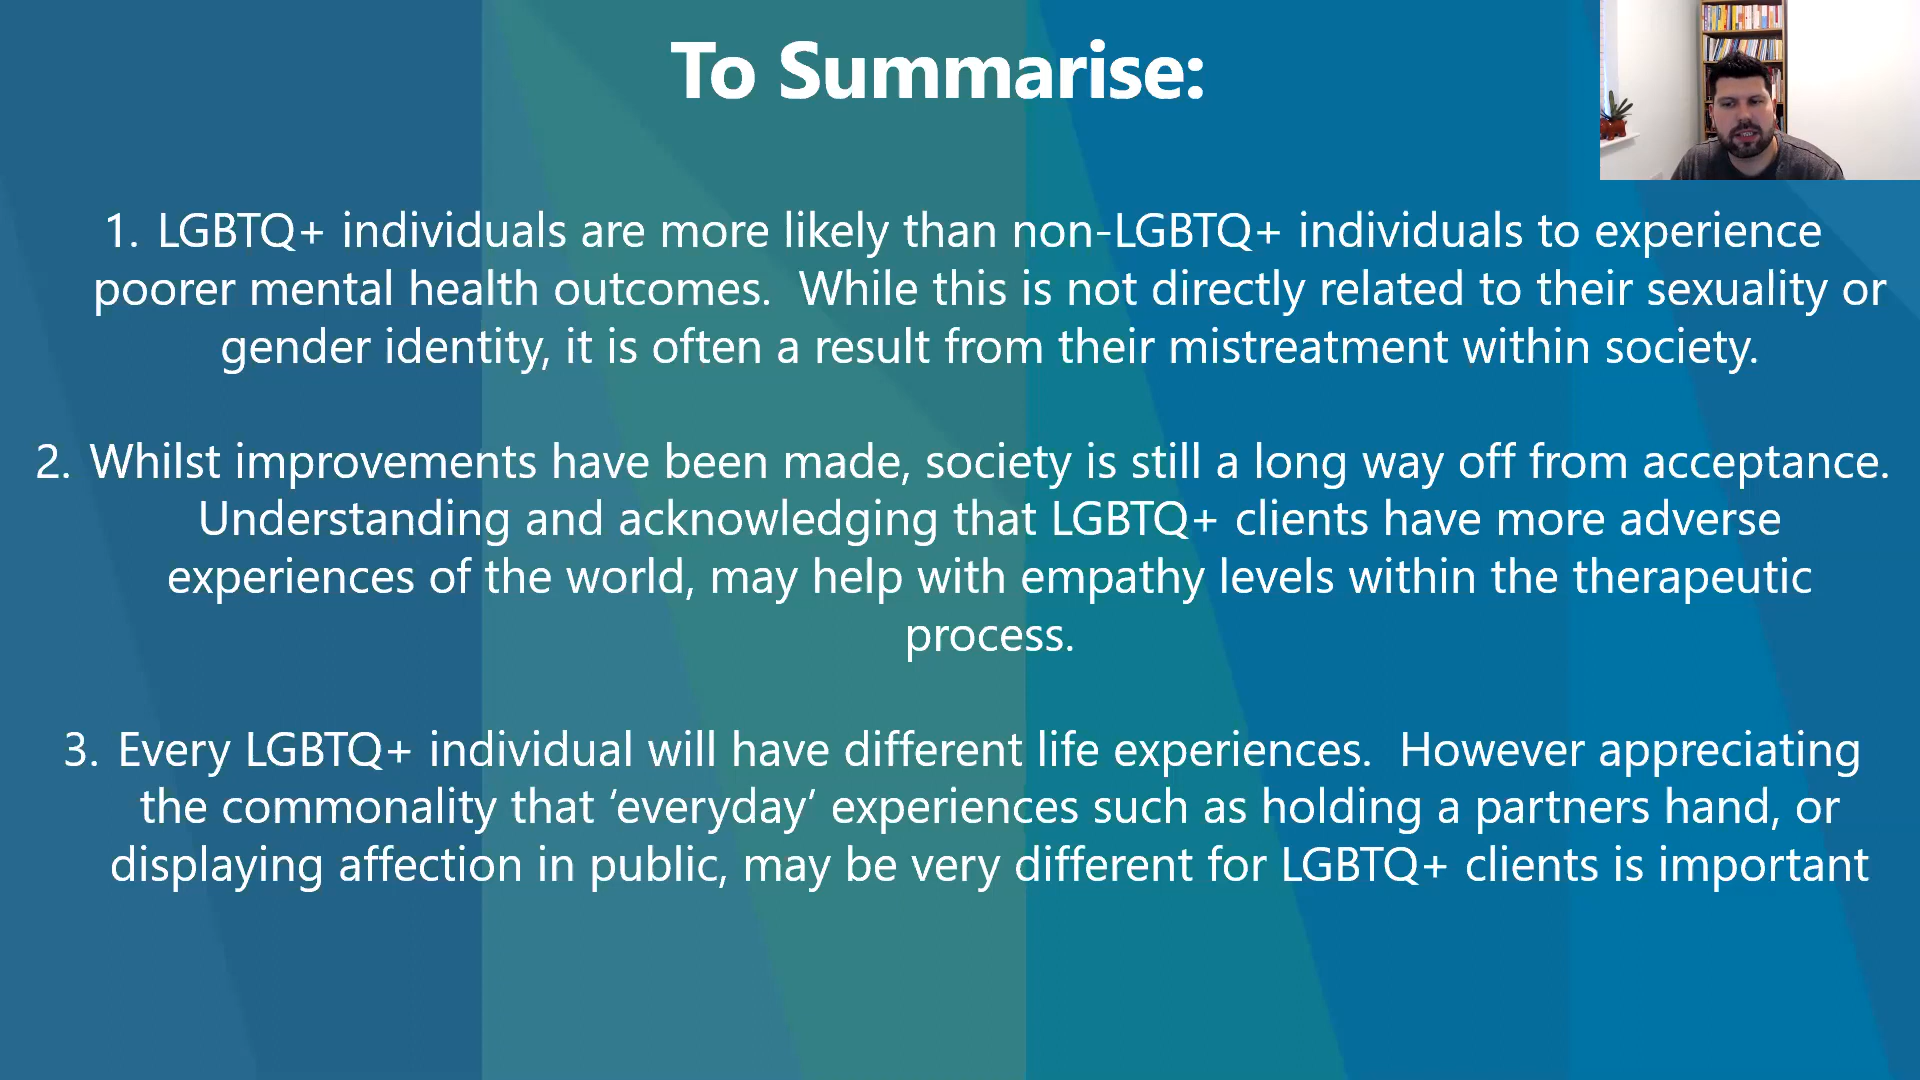 To Summarise:
1. LGBTQ+ individuals are more likely than non-LGBTQ+ individuals to experience
poorer mental health outcomes.  While this is not directly related to their sexuality or
gender identity, it is often a result from their mistreatment within society.
2. Whilst improvements have been made, society is still a long way off from acceptance.
Understanding and acknowledging that LGBTQ+ clients have more adverse
experiences of the world, may help with empathy levels within the therapeutic
process.
3. Every LGBTQ+ individual will have different life experiences.  However appreciating
the commonality that ‘everyday’ experiences such as holding a partners hand, or
displaying affection in public, may be very different for LGBTQ+ clients is important